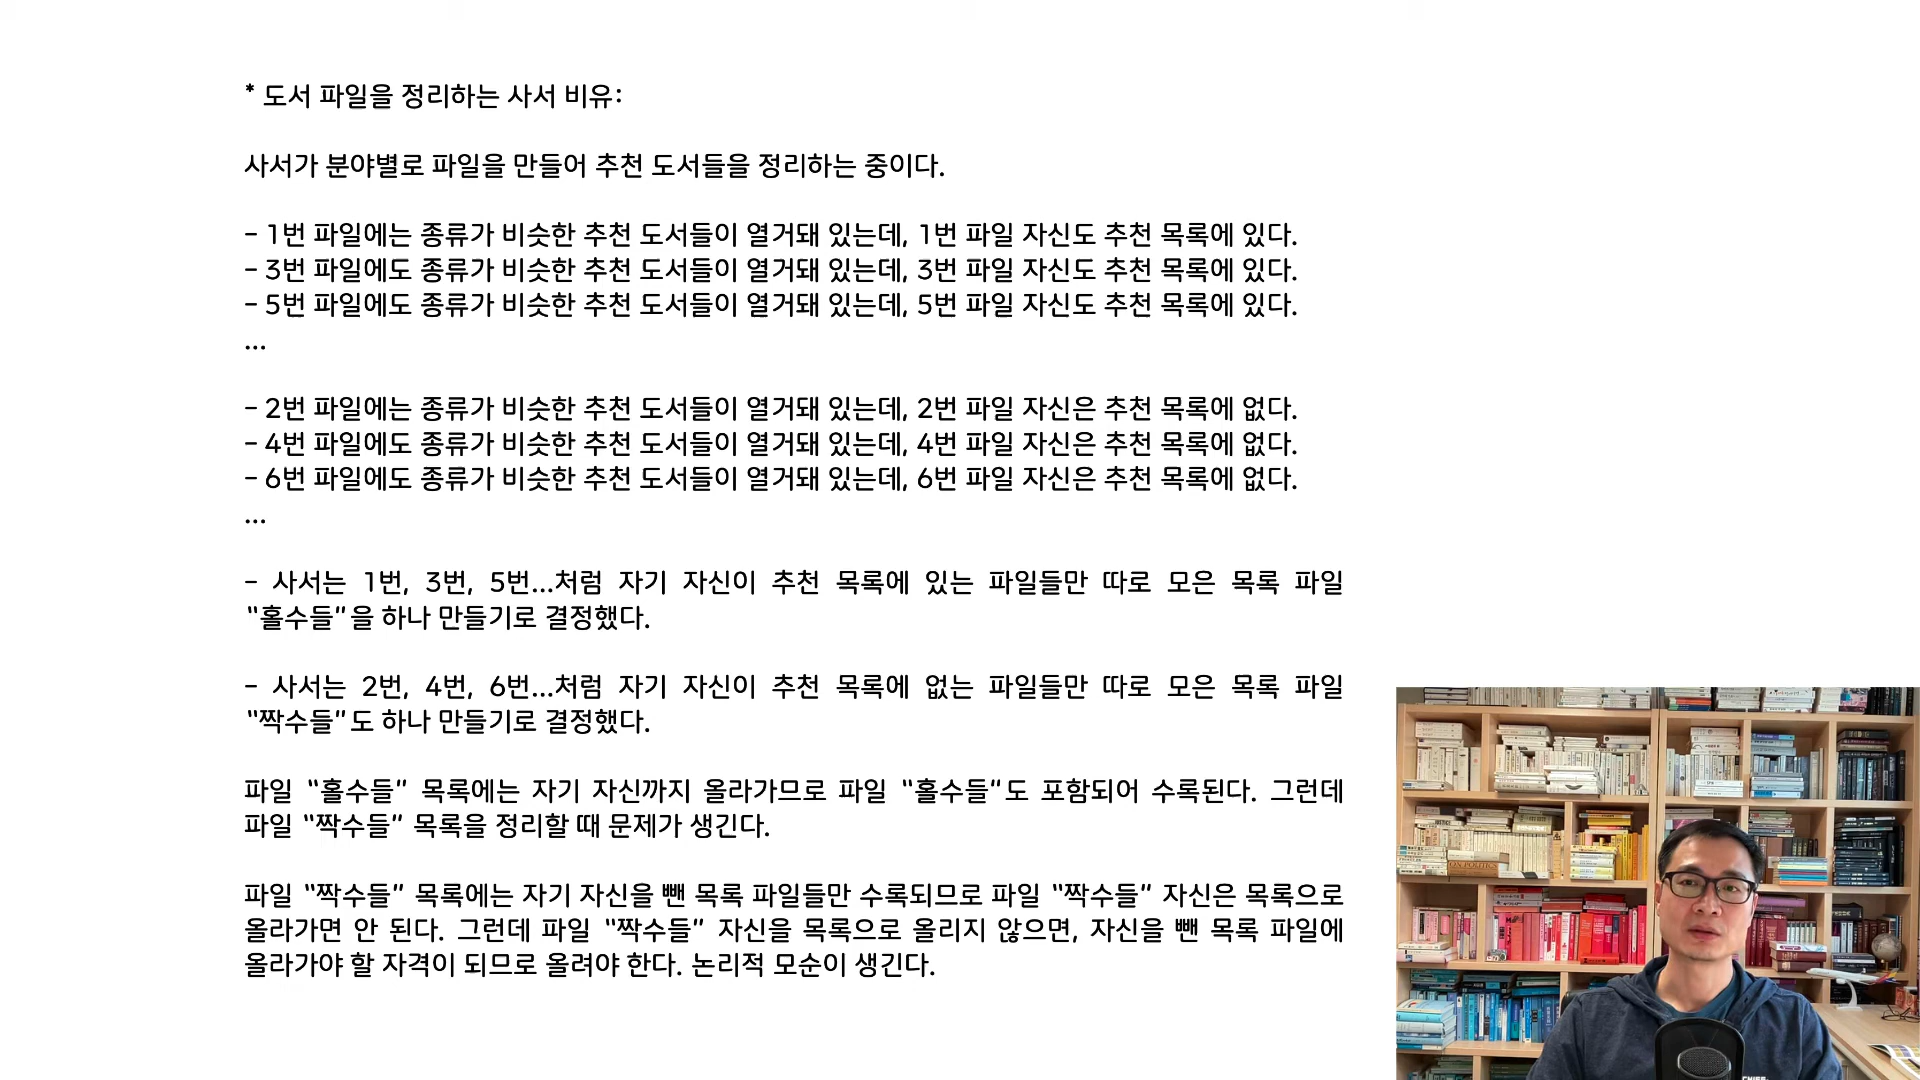 * 도서 파일을 정리하는 사서 비유:
사서가 분야별로 파일을 만들어 추천 도서들을 정리하는 중이다.
- 1번 파일에는 종류가 비슷한 추천 도서들이 열거돼 있는데, 1번 파일 자신도 추천 목록에 있다.
- 3번 파일에도 종류가 비슷한 추천 도서들이 열거돼 있는데, 3번 파일 자신도 추천 목록에 있다.
- 5번 파일에도 종류가 비슷한 추천 도서들이 열거돼 있는데, 5번 파일 자신도 추천 목록에 있다.
...
- 2번 파일에는 종류가 비슷한 추천 도서들이 열거돼 있는데, 2번 파일 자신은 추천 목록에 없다.
- 4번 파일에도 종류가 비슷한 추천 도서들이 열거돼 있는데, 4번 파일 자신은 추천 목록에 없다.
- 6번 파일에도 종류가 비슷한 추천 도서들이 열거돼 있는데, 6번 파일 자신은 추천 목록에 없다.
...
- 사서는 1번, 3번, 5번...처럼 자기 자신이 추천 목록에 있는 파일들만 따로 모은 목록 파일
“홀수들”을 하나 만들기로 결정했다.
- 사서는 2번, 4번, 6번...처럼 자기 자신이 추천 목록에 없는 파일들만 따로 모은 목록 파일
“짝수들”도 하나 만들기로 결정했다.
파일 “홀수들” 목록에는 자기 자신까지 올라가므로 파일 “홀수들”도 포함되어 수록된다. 그런데
파일 “짝수들” 목록을 정리할 때 문제가 생긴다.
파일 “짝수들” 목록에는 자기 자신을 뺀 목록 파일들만 수록되므로 파일 “짝수들” 자신은 목록으로
올라가면 안 된다. 그런데 파일 “짝수들” 자신을 목록으로 올리지 않으면, 자신을 뺀 목록 파일에
올라가야 할 자격이 되므로 올려야 한다. 논리적 모순이 생긴다.